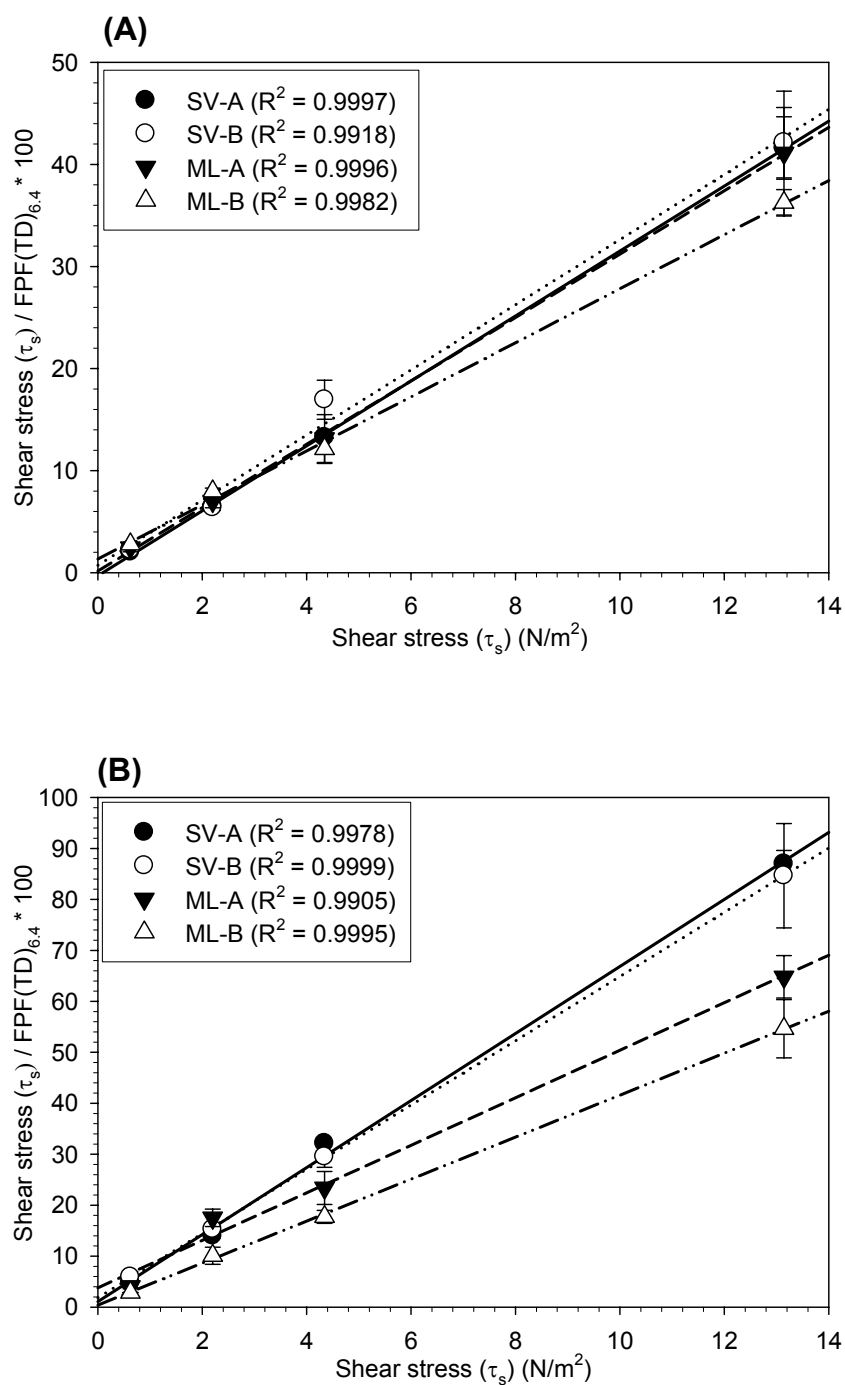 (A)
50
40
30
20
10
0
Shear stress (τs) / FPF(TD)6.4 * 100
SV-A (R² = 0.9997)
SV-B (R² = 0.9918)
ML-A (R² = 0.9996)
ML-B (R² = 0.9982)
0 2 4 6 8 10 12 14
Shear stress (τs) (N/m²)
(B)
100
90
80
70
60
50
40
30
20
10
0
Shear stress (τs) / FPF(TD)6.4 * 100
SV-A (R² = 0.9978)
SV-B (R² = 0.9999)
ML-A (R² = 0.9905)
ML-B (R² = 0.9995)
0 2 4 6 8 10 12 14
Shear stress (τs) (N/m²)